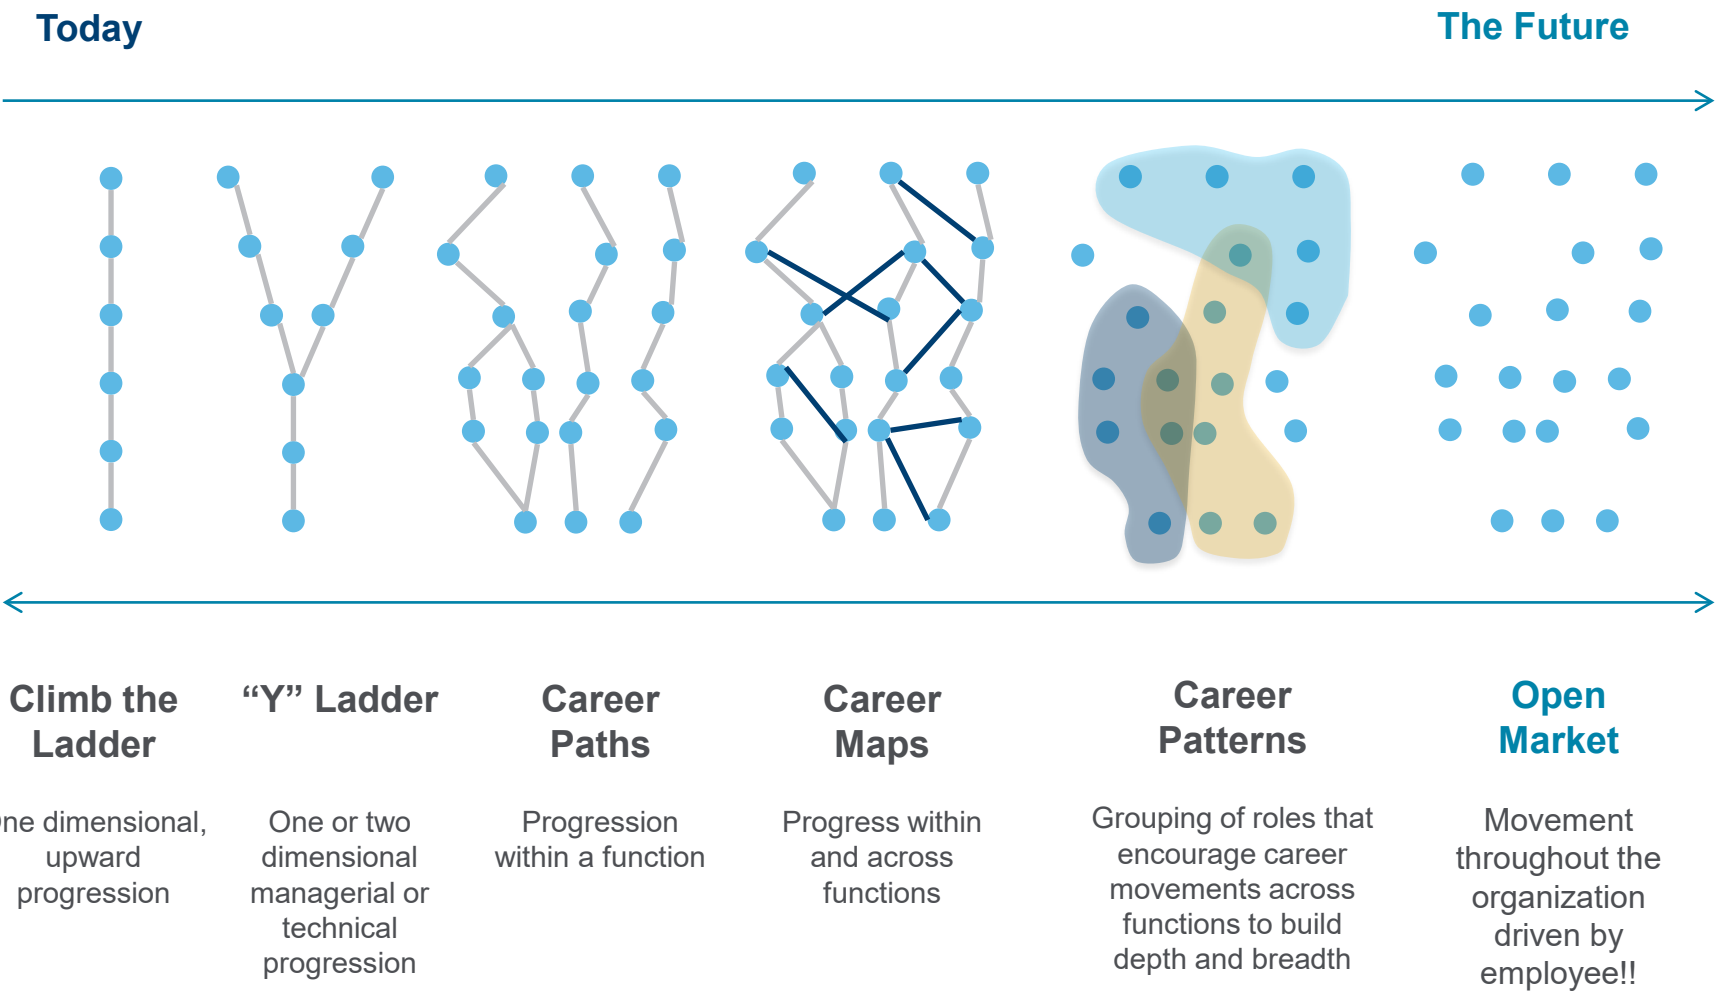 Today
The Future
Climb the
Ladder
“Y” Ladder
Career
Paths
Career
Maps
Career
Patterns
Open
Market
ne dimensional,
upward
progression
One or two
dimensional
managerial or
technical
progression
Progression
within a function
Progress within
and across
functions
Grouping of roles that
encourage career
movements across
functions to build
depth and breadth
Movement
throughout the
organization
driven by
employee!!